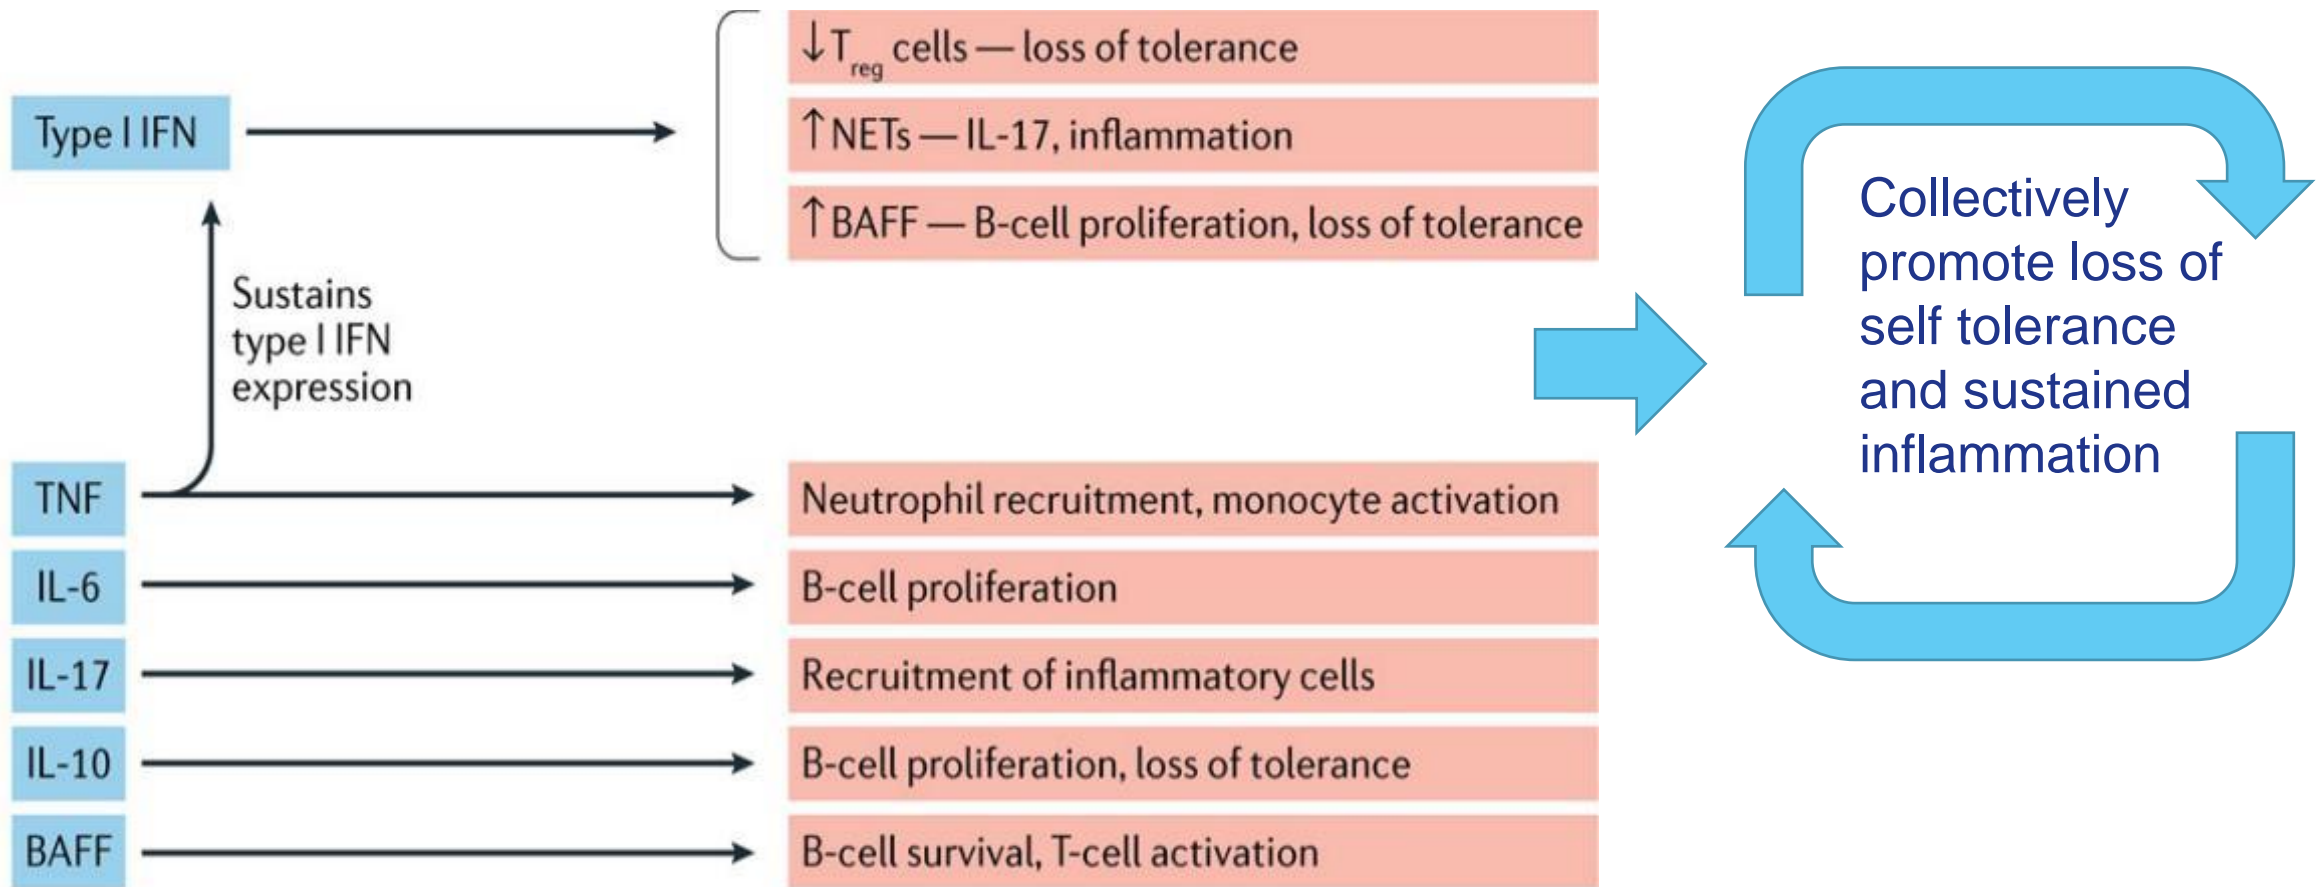 Type I IFN
↓Treg cells — loss of tolerance
↑NETs — IL-17, inflammation
↑BAFF — B-cell proliferation, loss of tolerance
Sustains
type I IFN
expression
TNF
Neutrophil recruitment, monocyte activation
IL-6
B-cell proliferation
IL-17
Recruitment of inflammatory cells
IL-10
B-cell proliferation, loss of tolerance
BAFF
B-cell survival, T-cell activation
Collectively
promote loss of
self tolerance
and sustained
inflammation